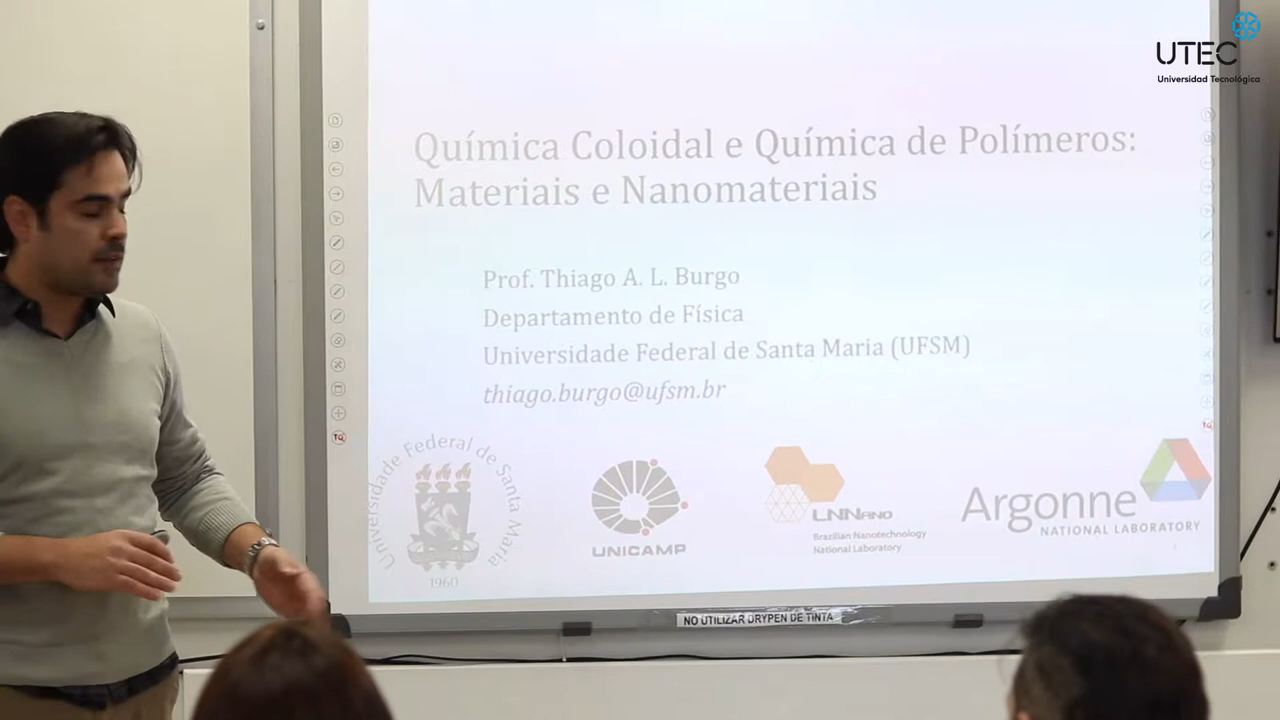 UTEC
Universidad Tecnológica
Química Coloidal e Química de Polímeros:
Materiais e Nanomateriais
Prof. Thiago A. L. Burgo
Departamento de Física
Universidade Federal de Santa Maria (UFSM)
thiago.burgo@ufsm.br
Universidade Federal de Santa Maria
1960
UNICAMP
LNNano
Brazilian Nanotechnology
National Laboratory
Argonne
NATIONAL LABORATORY
NO UTILIZAR DRYPEN DE TINTA